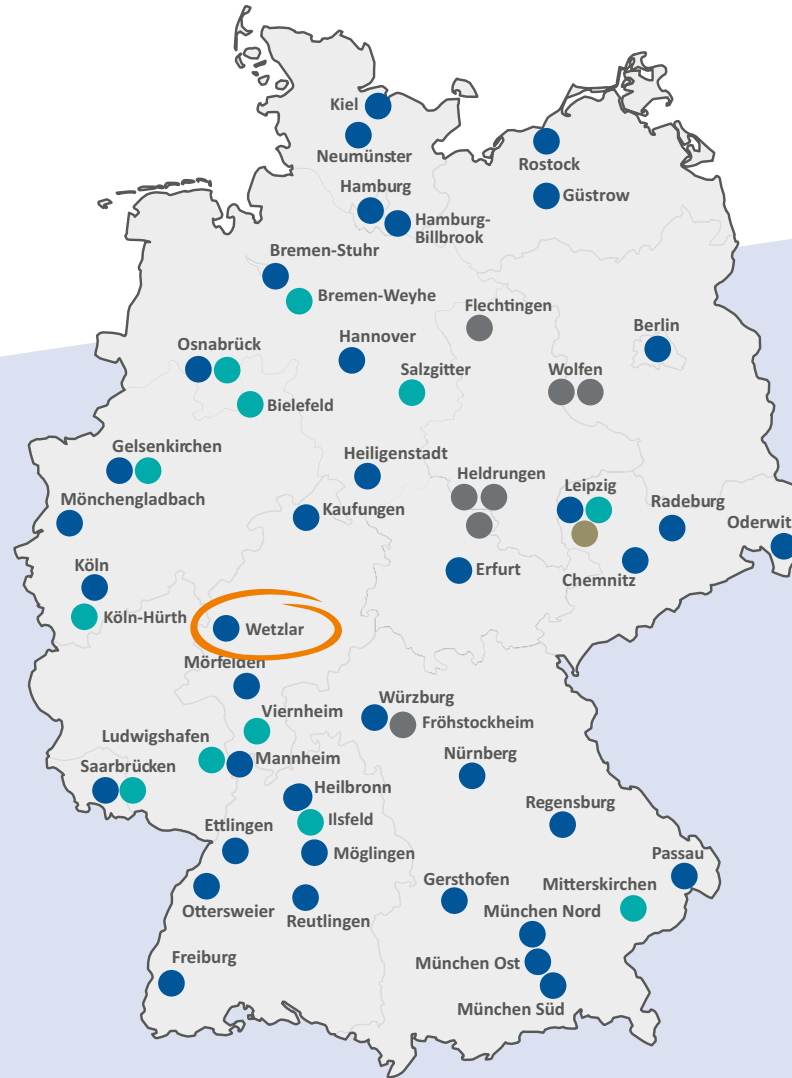 Kiel
Neumünster
Rostock
Hamburg
Güstrow
Hamburg-
Billbrook
Bremen-Stuhr
Bremen-Weyhe
Flechtingen
Berlin
Hannover
Osnabrück
Salzgitter
Wolfen
Bielefeld
Gelsenkirchen
Heiligenstadt
Heldrungen
Leipzig
Mönchengladbach
Radeburg
Kaufungen
Oderwit
Köln
Erfurt
Chemnitz
Köln-Hürth
Wetzlar
Mörfelden
Würzburg
Viernheim
Fröhstockheim
Ludwigshafen
Nürnberg
Mannheim
Saarbrücken
Heilbronn
Regensburg
Ilsfeld
Ettlingen
Möglingen
Passau
Gersthofen
Mitterskirchen
Ottersweier
München Nord
Reutlingen
Freiburg
München Ost
München Süd